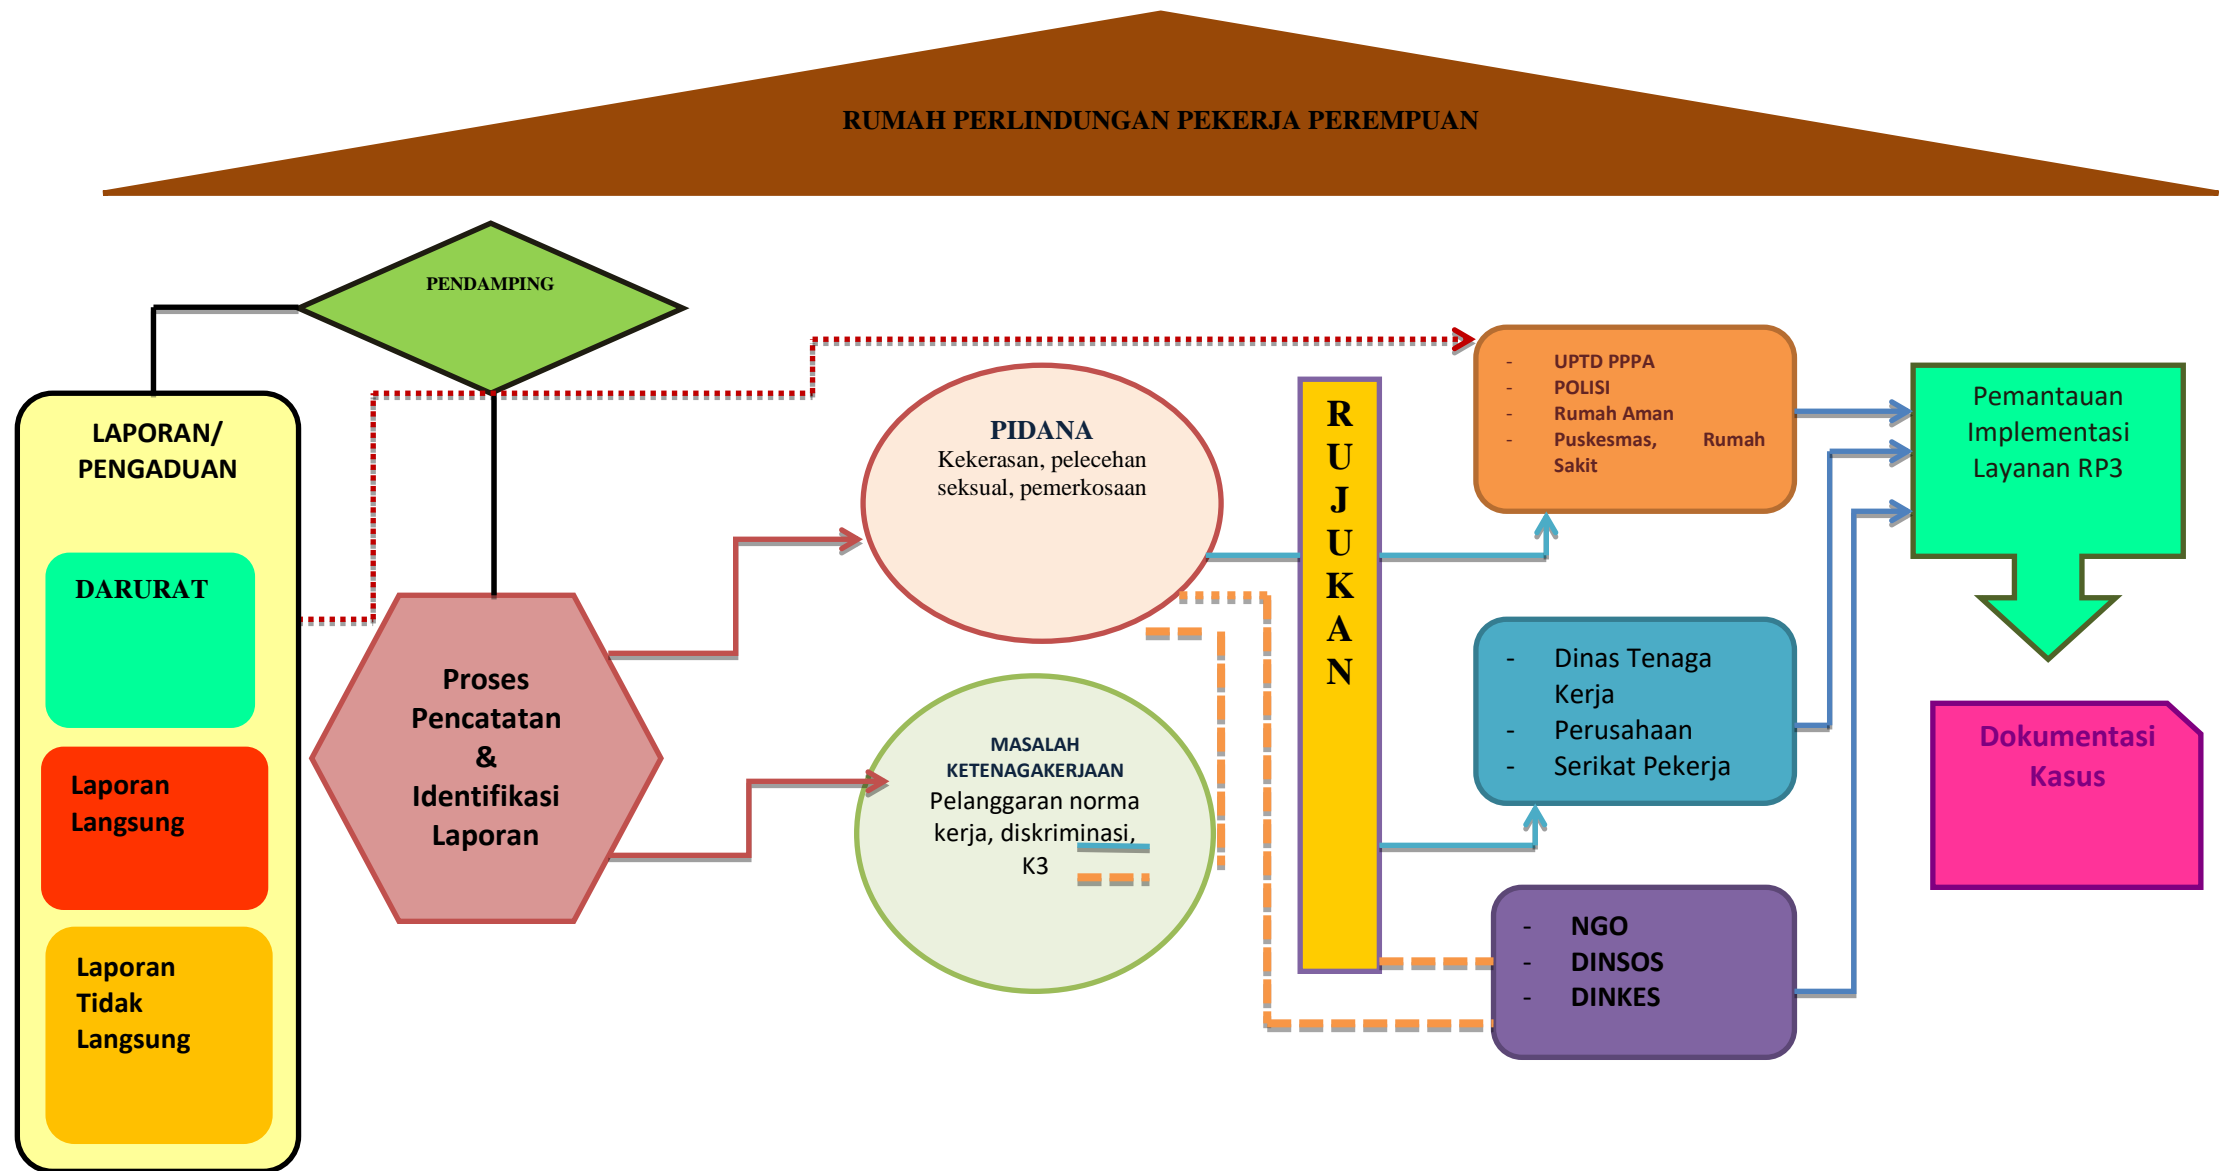 RUMAH PERLINDUNGAN PEKERJA PEREMPUAN
PENDAMPING
LAPORAN/
PENGADUAN
DARURAT
Laporan
Langsung
Laporan
Tidak
Langsung
Proses
Pencatatan
&
Identifikasi
Laporan
PIDANA
Kekerasan, pelecehan
seksual, pemerkosaan
MASALAH
KETENAGAKERJAAN
Pelanggaran norma
kerja, diskriminasi,
K3
R
U
J
U
K
A
N
- UPTD PPPA
- POLISI
- Rumah Aman
- Puskesmas, Rumah
Sakit
- Dinas Tenaga
Kerja
- Perusahaan
- Serikat Pekerja
- NGO
- DINSOS
- DINKES
Pemantauan
Implementasi
Layanan RP3
Dokumentasi
Kasus